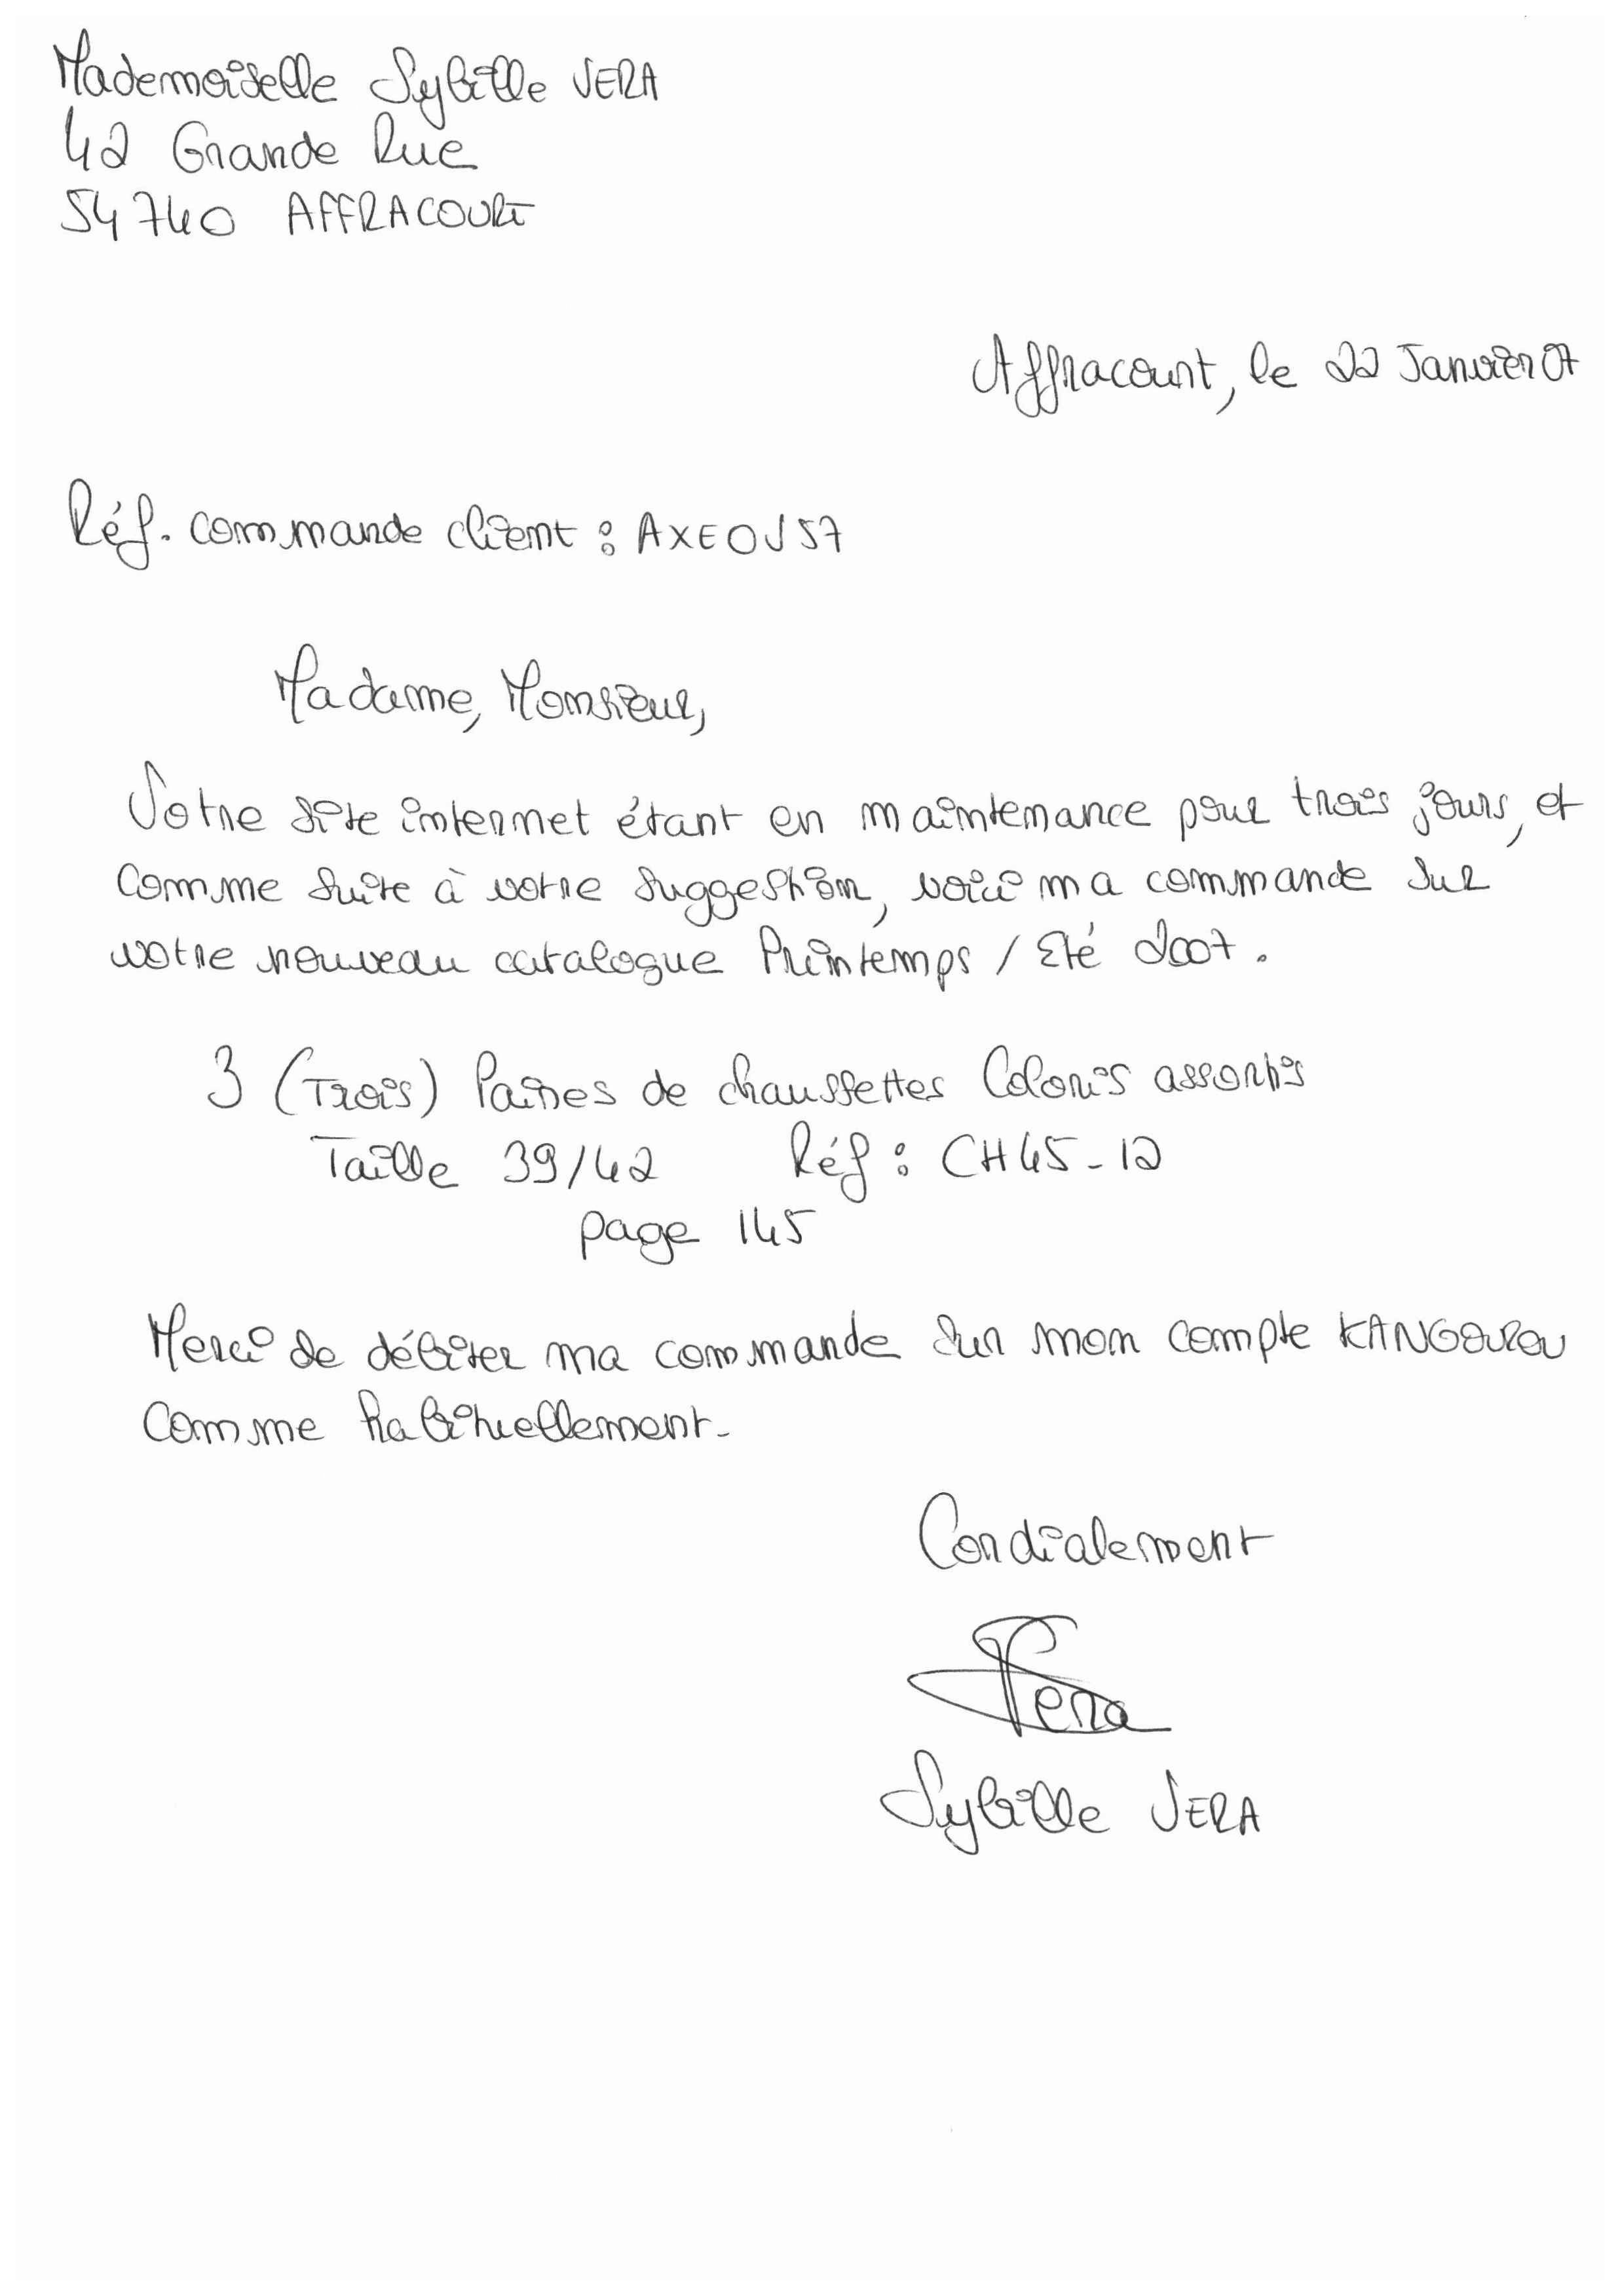 Mademoiselle Sybille VERA
42 Grande Rue
54740 AFFRACOURT
Affracourt, le 22 Janvier 07
Réf. commande client : AXEOV57
Madame, Monsieur,
Votre site internet étant en maintenance pour trois jours, et
comme suite à votre suggestion, voici ma commande sur
votre nouveau catalogue Printemps / Eté 2007.
3 (Trois) Paires de chaussettes Coloris assortis
Taille 39/42 Réf : CH45-12
page 145
Merci de débiter ma commande sur mon compte KANGOUROU
comme habituellement.
Cordialement
Vera
Sybille VERA